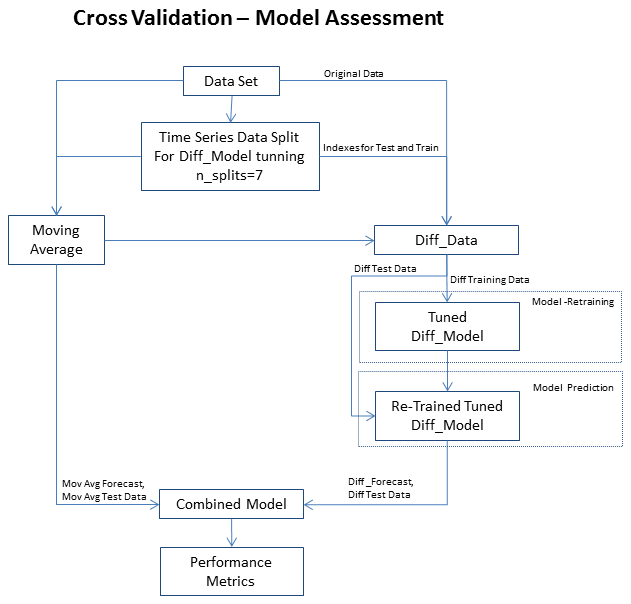 Cross Validation – Model Assessment
Data Set
Original Data
Time Series Data Split
For Diff_Model tunning
n_splits=7
Indexes for Test and Train
Moving
Average
Diff_Data
Diff Test Data
Diff Training Data
Model -Retraining
Tuned
Diff_Model
Model Prediction
Re-Trained Tuned
Diff_Model
Mov Avg Forecast,
Mov Avg Test Data
Diff _Forecast,
Diff Test Data
Combined Model
Performance
Metrics